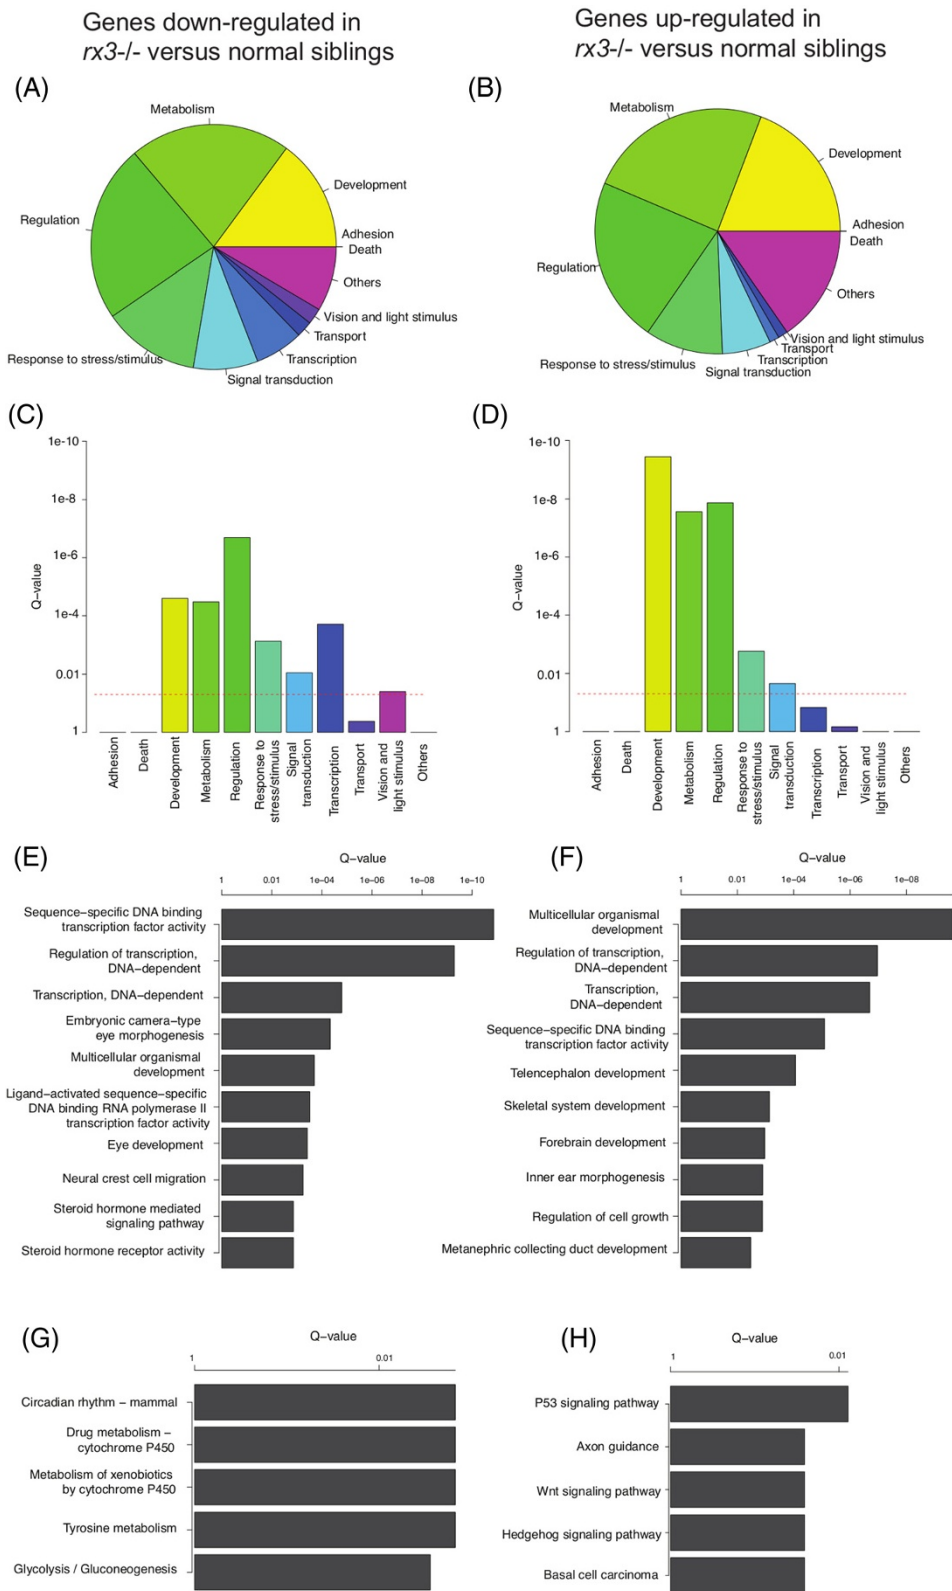 Genes down-regulated in
rx3-/- versus normal siblings
Genes up-regulated in
rx3-/- versus normal siblings
(A)
Metabolism
Development
Regulation
Adhesion
Death
Others
Vision and light stimulus
Transport
Response to stress/stimulus
Transcription
Signal transduction
(B)
Metabolism
Development
Adhesion
Death
Regulation
Others
Vision and light stimulus
Transport
Response to stress/stimulus
Transcription
Signal transduction
(C)
1e-10
1e-8
1e-6
1e-4
0.01
1
Q-value
Adhesion
Death
Development
Metabolism
Regulation
Response to
stress/stimulus
Signal
transduction
Transcription
Transport
Vision and
light stimulus
Others
(D)
1e-10
1e-8
1e-6
1e-4
0.01
1
Q-value
Adhesion
Death
Development
Metabolism
Regulation
Response to
stress/stimulus
Signal
transduction
Transcription
Transport
Vision and
light stimulus
Others
(E)
Q−value
1 0.01 1e−04 1e−06 1e−08 1e−10
Sequence−specific DNA binding
transcription factor activity
Regulation of transcription,
DNA−dependent
Transcription, DNA−dependent
Embryonic camera−type
eye morphogenesis
Multicellular organismal
development
Ligand−activated sequence−specific
DNA binding RNA polymerase II
transcription factor activity
Eye development
Neural crest cell migration
Steroid hormone mediated
signaling pathway
Steroid hormone receptor activity
(F)
Q−value
1 0.01 1e−04 1e−06 1e−08
Multicellular organismal
development
Regulation of transcription,
DNA−dependent
Transcription,
DNA−dependent
Sequence−specific DNA binding
transcription factor activity
Telencephalon development
Skeletal system development
Forebrain development
Inner ear morphogenesis
Regulation of cell growth
Metanephric collecting duct development
(G)
Q−value
1 0.01
Circadian rhythm − mammal
Drug metabolism −
cytochrome P450
Metabolism of xenobiotics
by cytochrome P450
Tyrosine metabolism
Glycolysis / Gluconeogenesis
(H)
Q−value
1 0.01
P53 signaling pathway
Axon guidance
Wnt signaling pathway
Hedgehog signaling pathway
Basal cell carcinoma